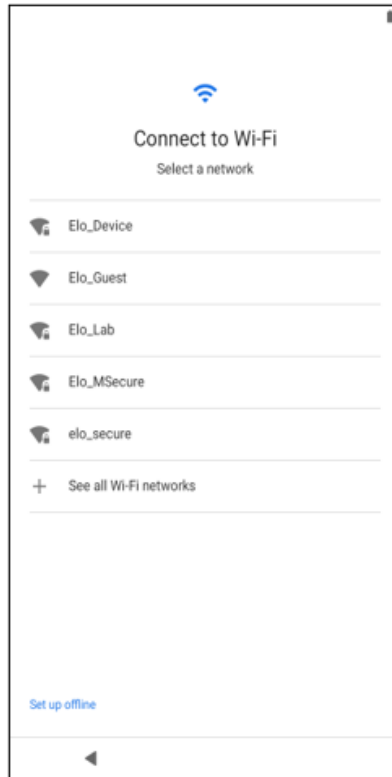 Connect to Wi-Fi
Select a network
Elo_Device
Elo_Guest
Elo_Lab
Elo_MSecure
elo_secure
See all Wi-Fi networks
Set up offline